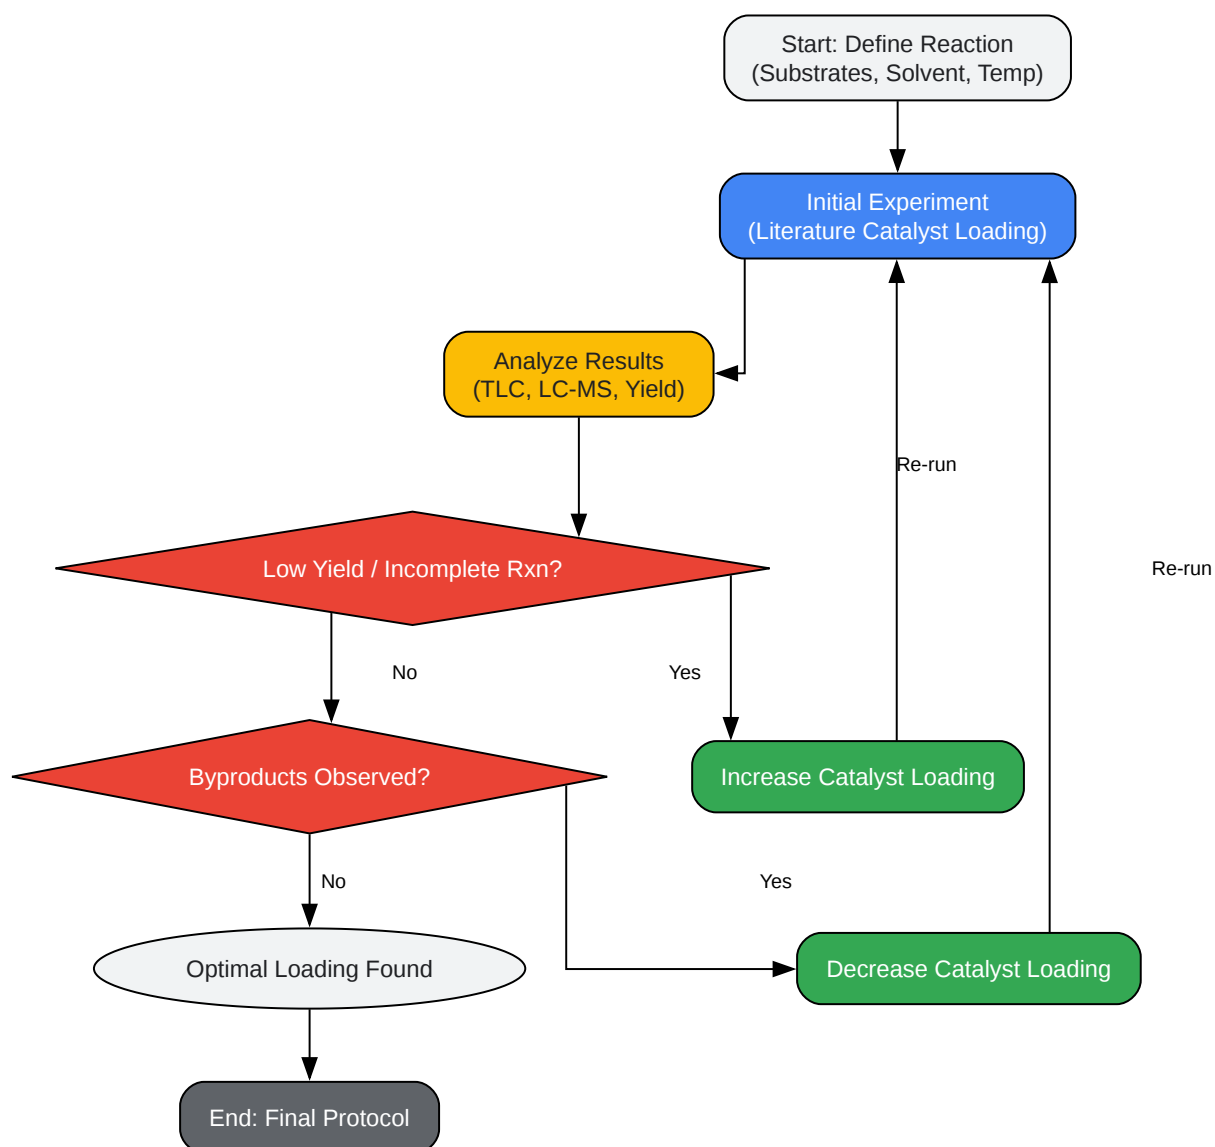 Start: Define Reaction
(Substrates, Solvent, Temp)
Initial Experiment
(Literature Catalyst Loading)
Analyze Results
(TLC, LC-MS, Yield)
Re-run
Low Yield / Incomplete Rxn?
Re-run
No
Yes
Byproducts Observed?
Increase Catalyst Loading
No
Yes
Optimal Loading Found
Decrease Catalyst Loading
End: Final Protocol